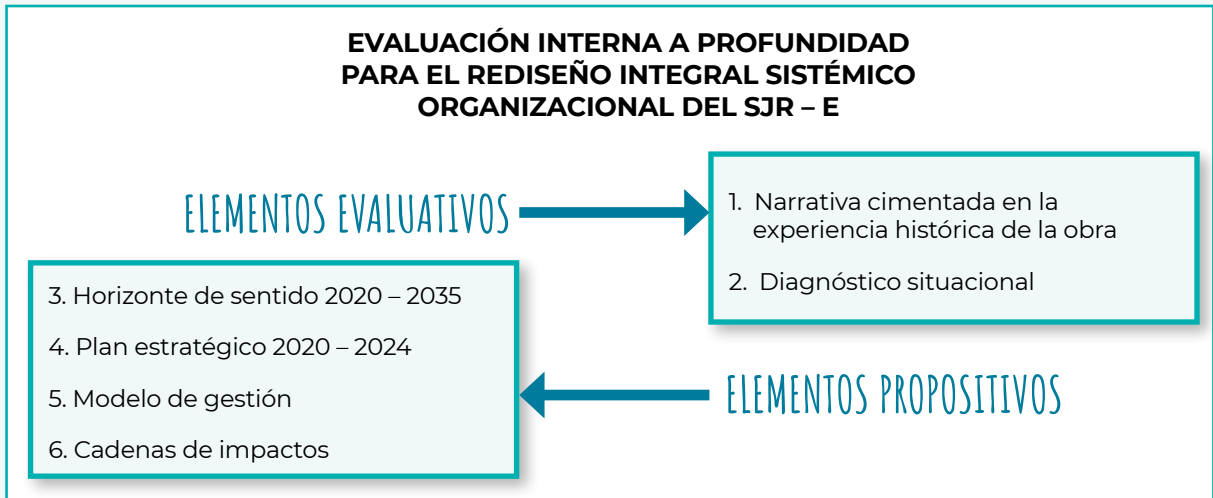 EVALUACIÓN INTERNA A PROFUNDIDAD
PARA EL REDISEÑO INTEGRAL SISTÉMICO
ORGANIZACIONAL DEL SJR – E
ELEMENTOS EVALUATIVOS
1. Narrativa cimentada en la
experiencia histórica de la obra
2. Diagnóstico situacional
3. Horizonte de sentido 2020 – 2035
4. Plan estratégico 2020 – 2024
5. Modelo de gestión
6. Cadenas de impactos
ELEMENTOS PROPOSITIVOS